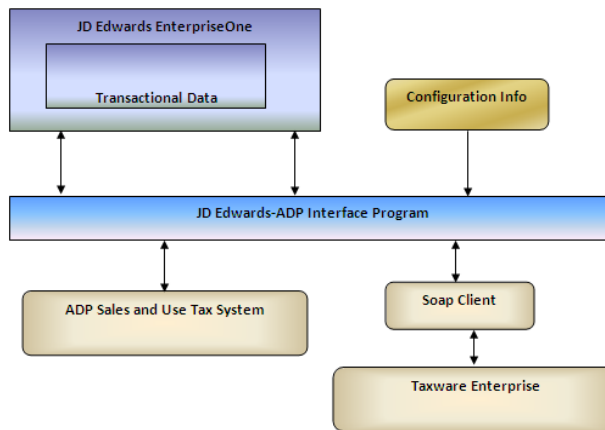 JD Edwards EnterpriseOne
Transactional Data
Configuration Info
JD Edwards-ADP Interface Program
ADP Sales and Use Tax System
Soap Client
Taxware Enterprise